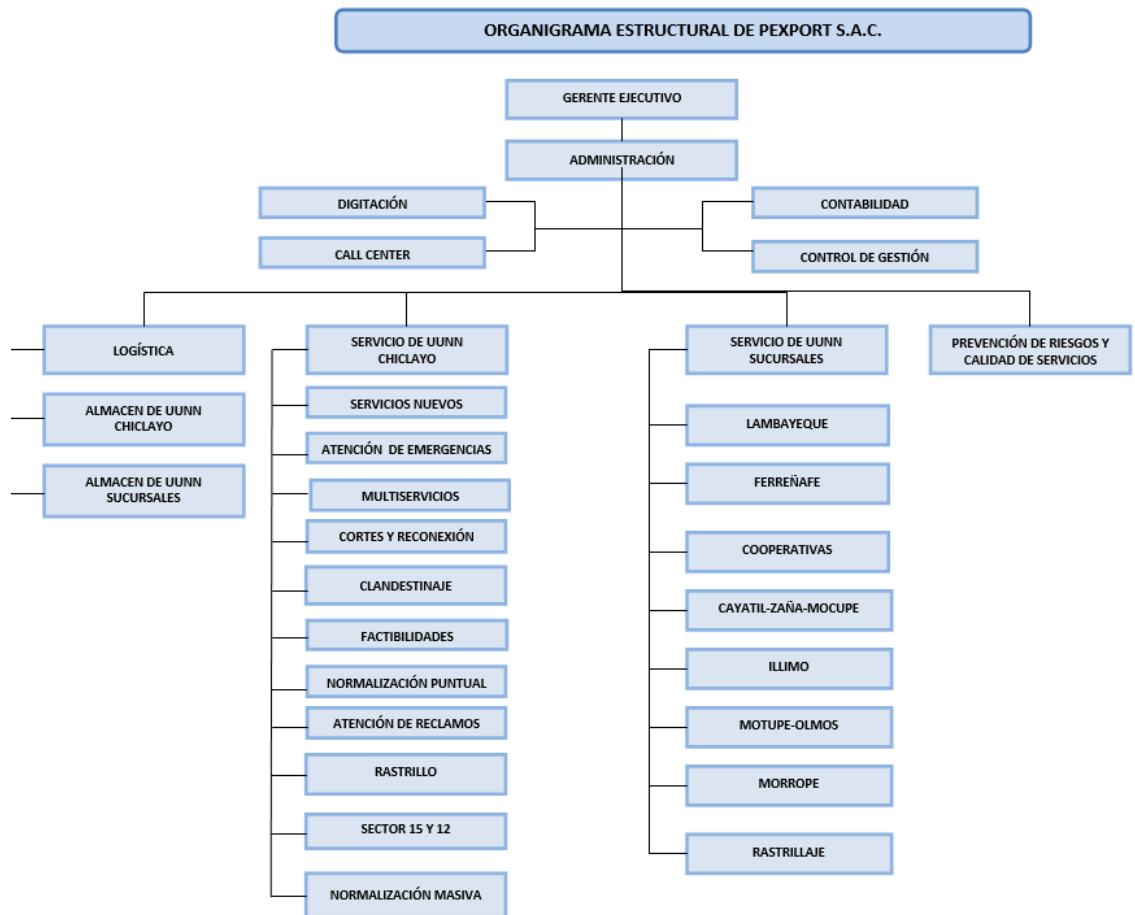 ORGANIGRAMA ESTRUCTURAL DE PEXPORT S.A.C.
GERENTE EJECUTIVO
ADMINISTRACIÓN
DIGITACIÓN
CONTABILIDAD
CALL CENTER
CONTROL DE GESTIÓN
LOGÍSTICA
ALMACEN DE UUNN
CHICLAYO
ALMACEN DE UUNN
SUCURSALES
SERVICIO DE UUNN
CHICLAYO
SERVICIOS NUEVOS
ATENCIÓN DE EMERGENCIAS
MULTISERVICIOS
CORTES Y RECONEXIÓN
CLANDESTINAJE
FACTIBILIDADES
NORMALIZACIÓN PUNTUAL
ATENCIÓN DE RECLAMOS
RASTRILLO
SECTOR 15 Y 12
NORMALIZACIÓN MASIVA
SERVICIO DE UUNN
SUCURSALES
LAMBAYEQUE
FERREÑAFE
COOPERATIVAS
CAYATIL-ZAÑA-MOCUPE
ILLIMO
MOTUPE-OLMOS
MORROPE
RASTRILLAJE
PREVENCIÓN DE RIESGOS Y
CALIDAD DE SERVICIOS